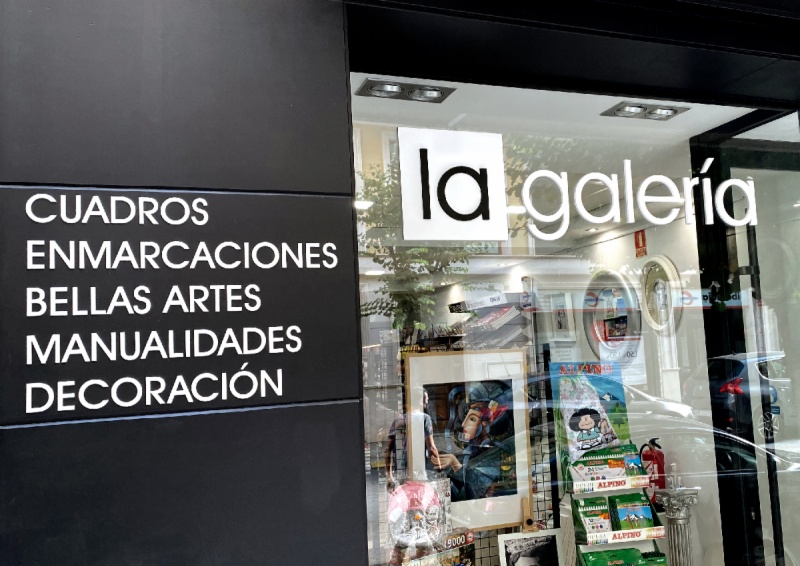 CUADROS
ENMARCACIONES
BELLAS ARTES
MANUALIDADES
DECORACIÓN
la galería
ALPINO
ALPINO
ALPINO